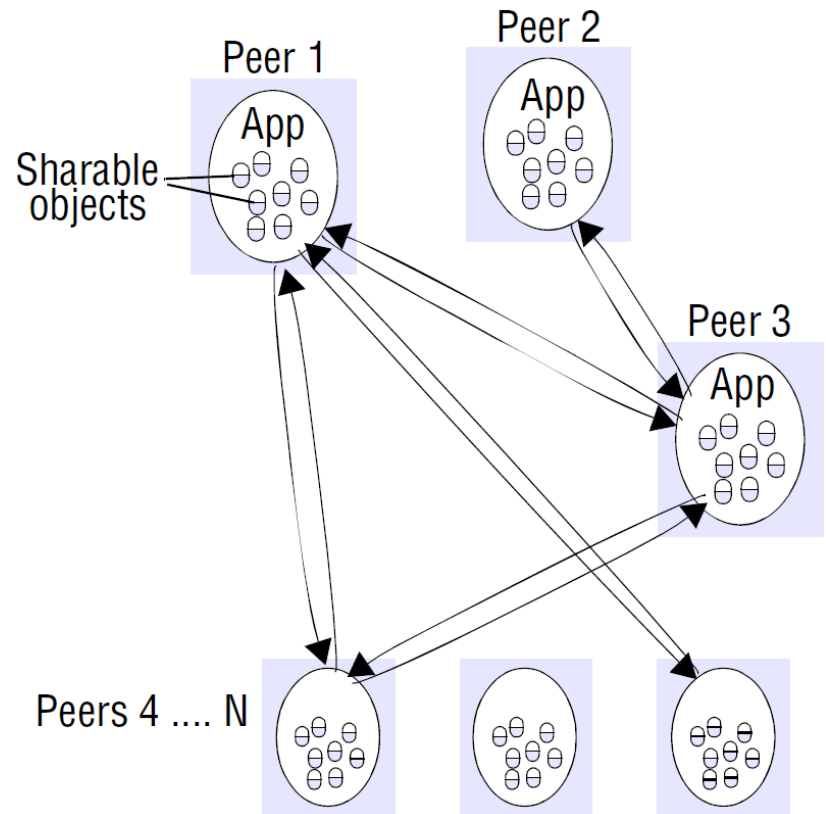 Peer 1
Peer 2
App
App
Sharable
objects
Peer 3
App
Peers 4 .... N